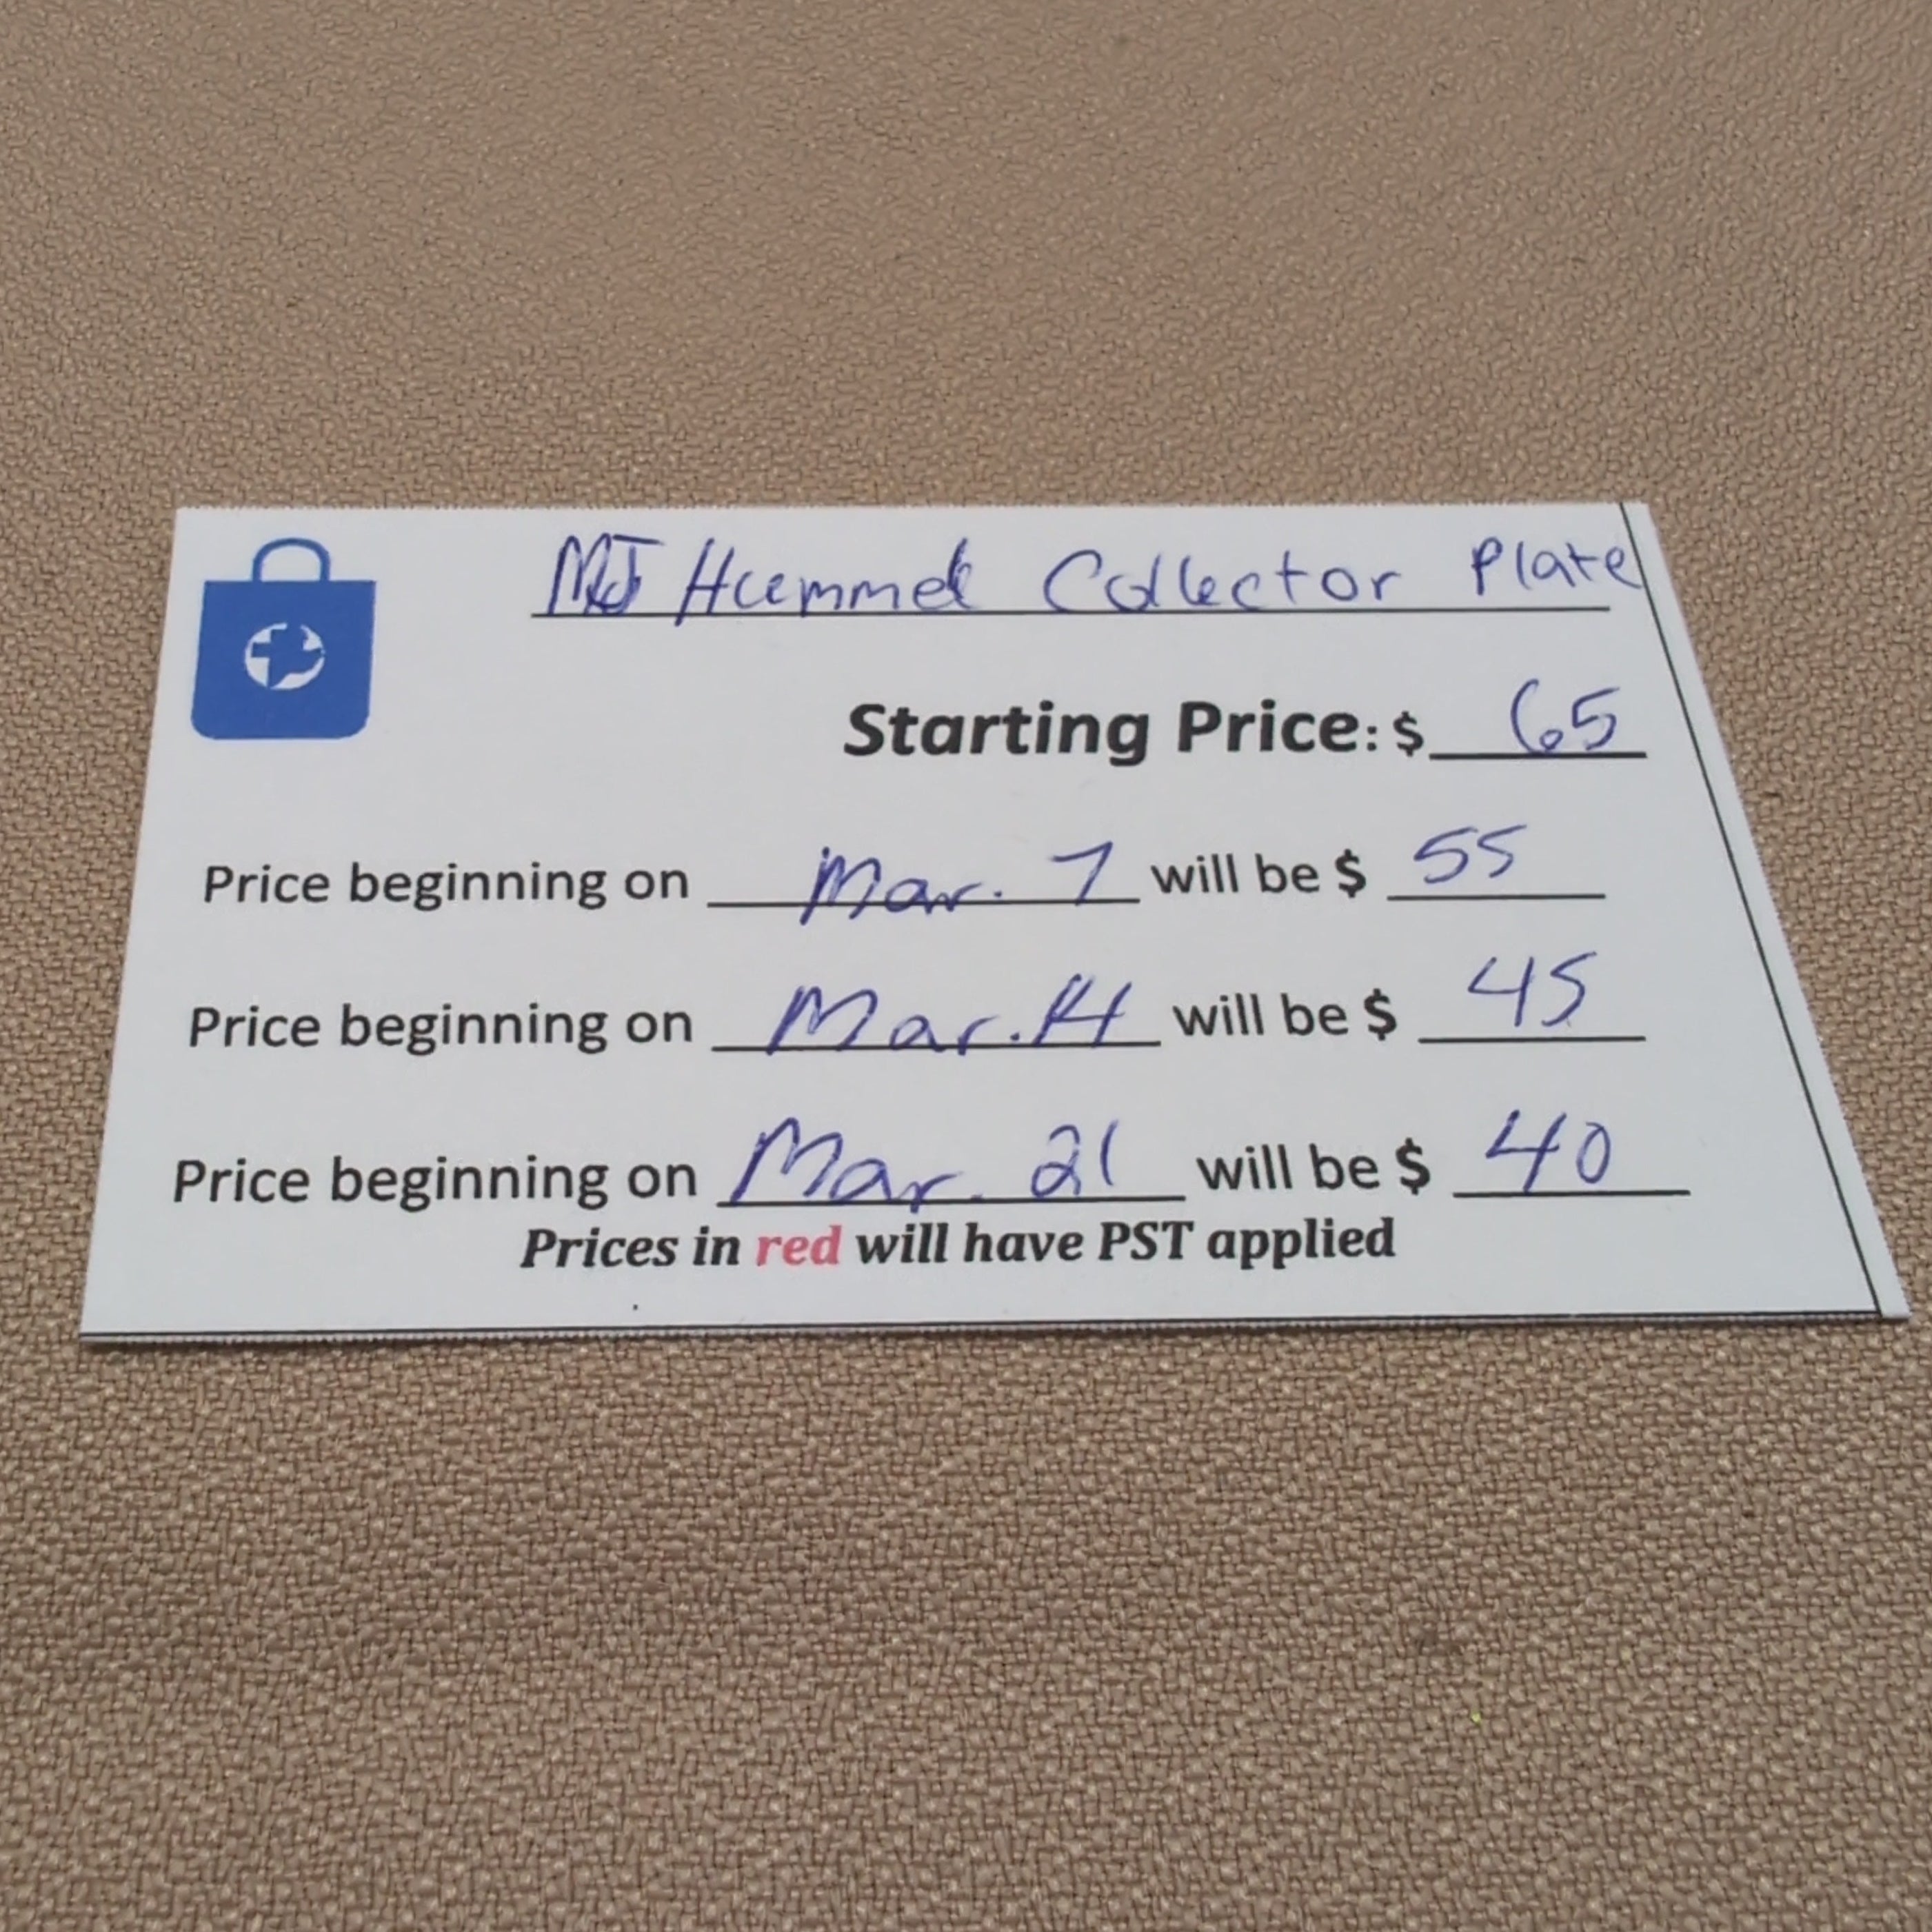 MJ Hummel Collector Plate
Starting Price: $ 65
Price beginning on Mar. 7 will be $ 55
Price beginning on Mar. 14 will be $ 45
Price beginning on Mar. 21 will be $ 40
Prices in red will have PST applied